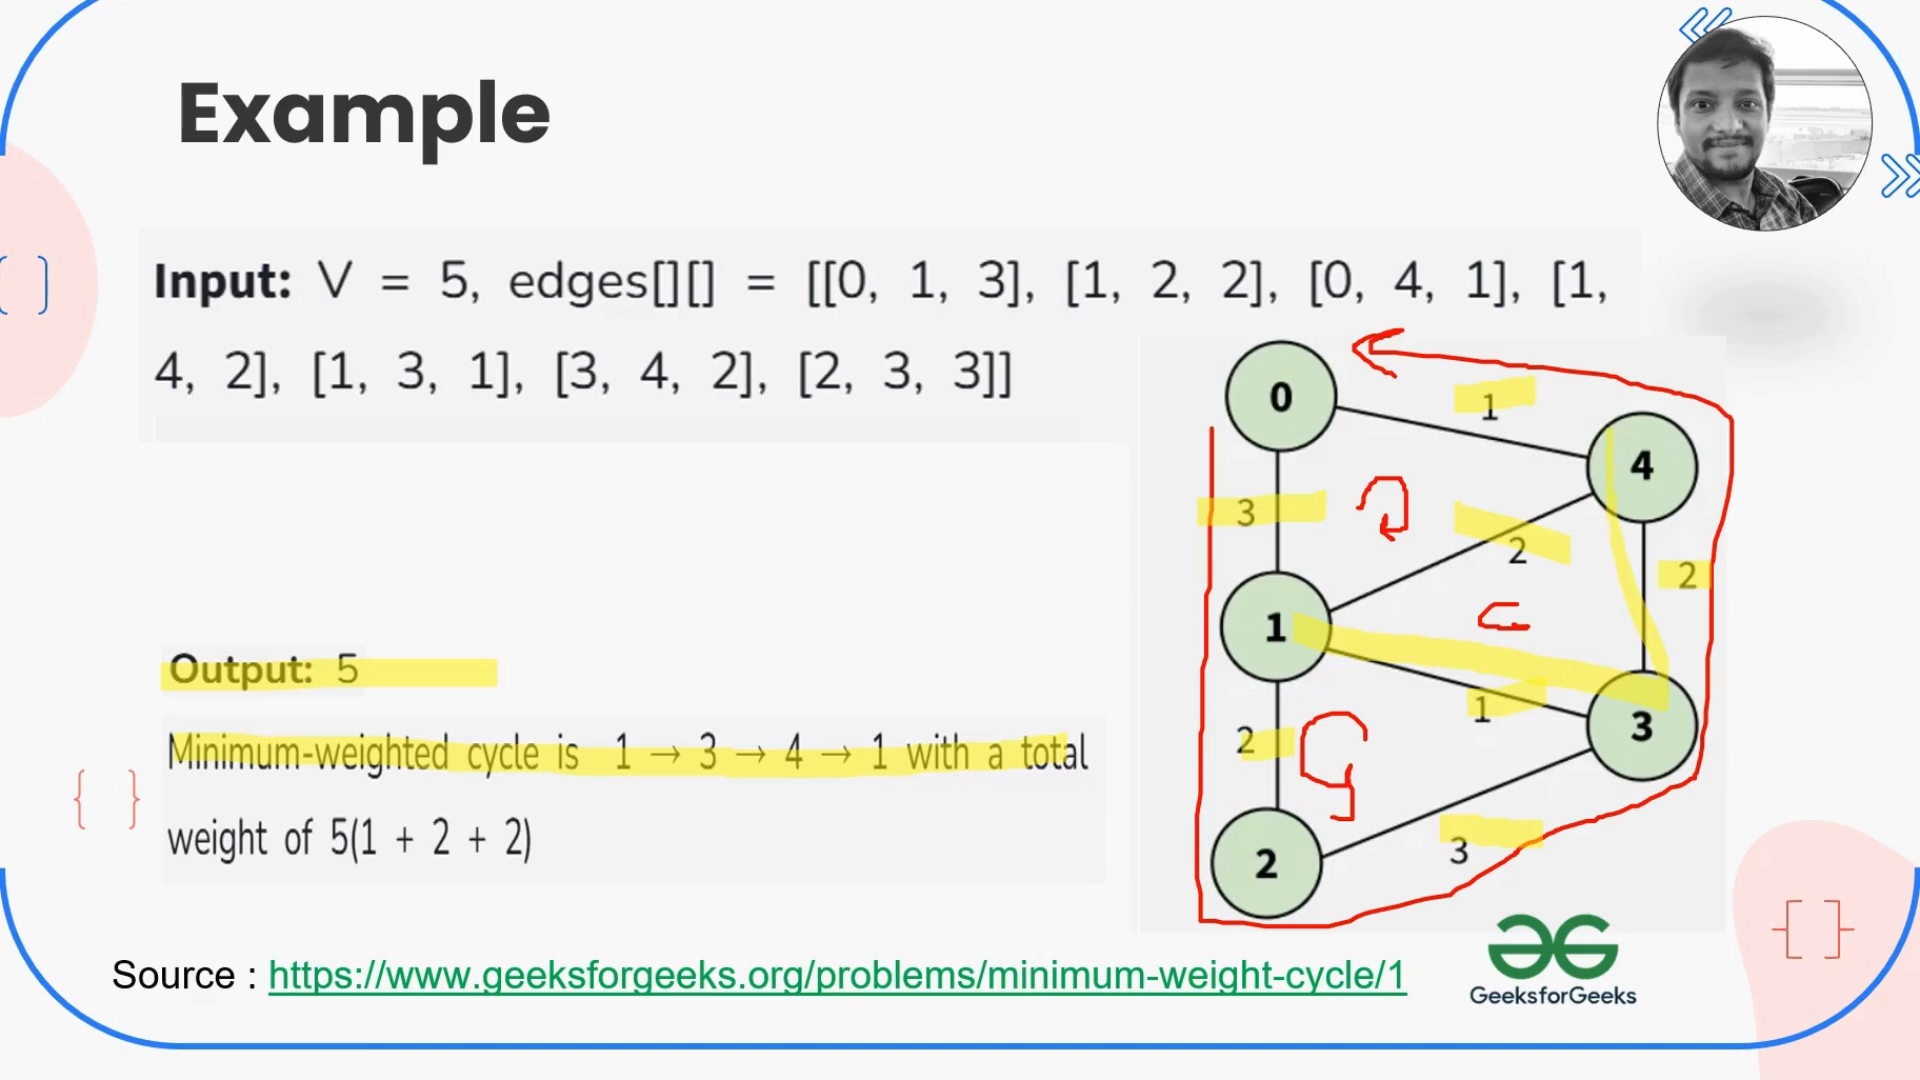 Example
Input: V = 5, edges[][] = [[0, 1, 3], [1, 2, 2], [0, 4, 1], [1,
4, 2], [1, 3, 1], [3, 4, 2], [2, 3, 3]]
0
1
4
3
2
2
1
1
3
2
2
3
Output: 5
Minimum-weighted cycle is 1 → 3 → 4 → 1 with a total
weight of 5(1 + 2 + 2)
Source : https://www.geeksforgeeks.org/problems/minimum-weight-cycle/1
GeeksforGeeks